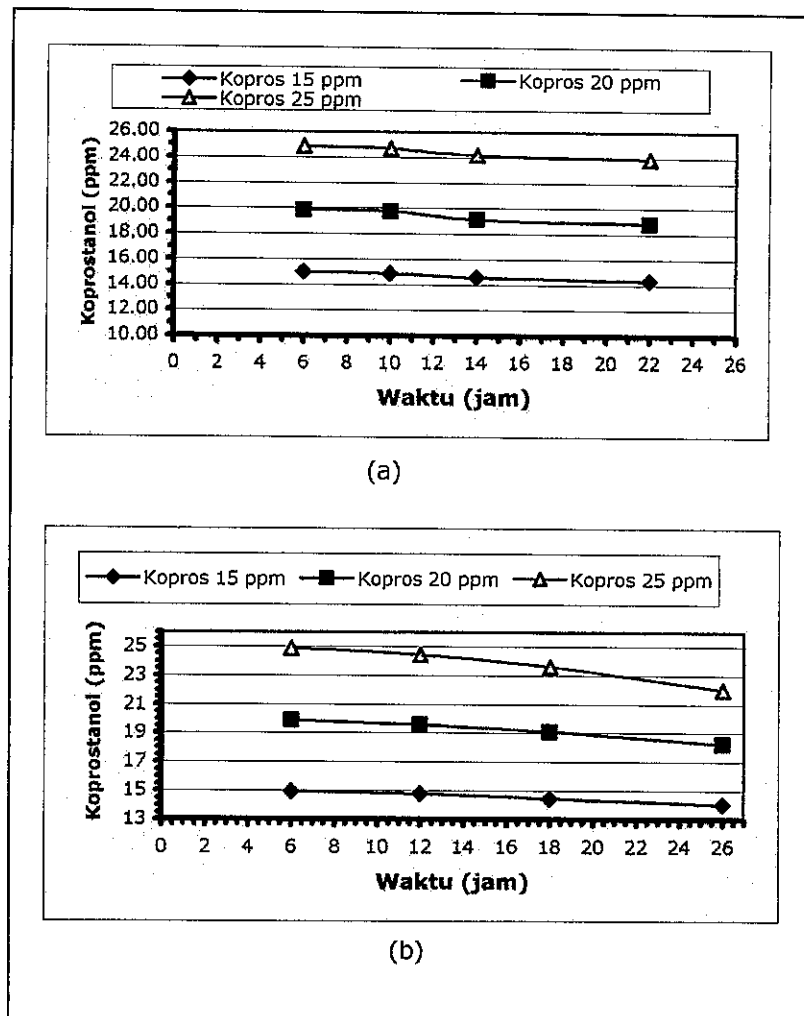 Kopros 15 ppm Kopros 20 ppm
Kopros 25 ppm
Koprostanol (ppm)
26.00
24.00
22.00
20.00
18.00
16.00
14.00
12.00
10.00
0 2 4 6 8 10 12 14 16 18 20 22 24 26
Waktu (jam)
(a)
Kopros 15 ppm Kopros 20 ppm Kopros 25 ppm
Koprostanol (ppm)
25
23
21
19
17
15
13
0 2 4 6 8 10 12 14 16 18 20 22 24 26
Waktu (jam)
(b)